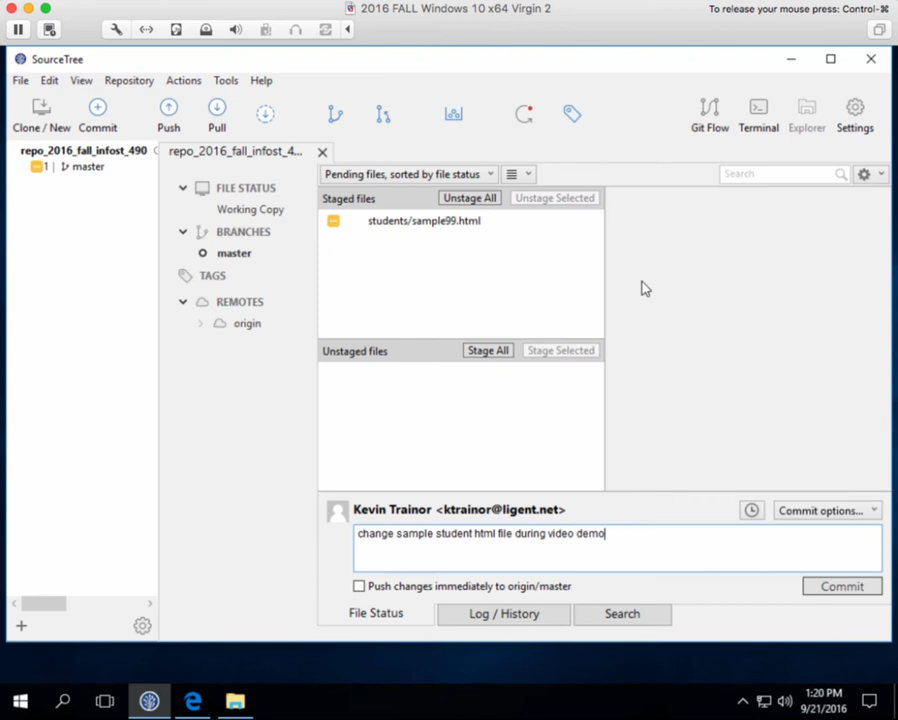 2016 FALL Windows 10 x64 Virgin 2
To release your mouse press: Control-⌘
SourceTree
File Edit View Repository Actions Tools Help
Clone / New Commit Push Pull Git Flow Terminal Explorer Settings
repo_2016_fall_infost_490
1 master
repo_2016_fall_infost_4...
FILE STATUS
Working Copy
BRANCHES
master
TAGS
REMOTES
origin
Pending files, sorted by file status
Search
Staged files Unstage All Unstage Selected
students/sample99.html
Unstaged files Stage All Stage Selected
Kevin Trainor <ktrainor@ligent.net>
Commit options...
change sample student html file during video demo
Push changes immediately to origin/master
Commit
File Status Log / History Search
1:20 PM
9/21/2016